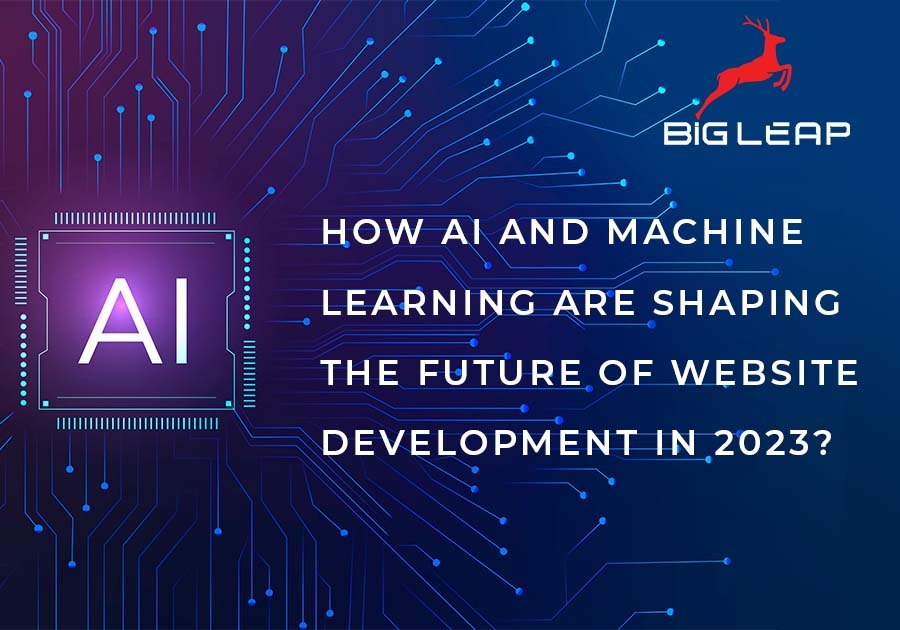 BiG LEAP
AI
HOW AI AND MACHINE
LEARNING ARE SHAPING
THE FUTURE OF WEBSITE
DEVELOPMENT IN 2023?